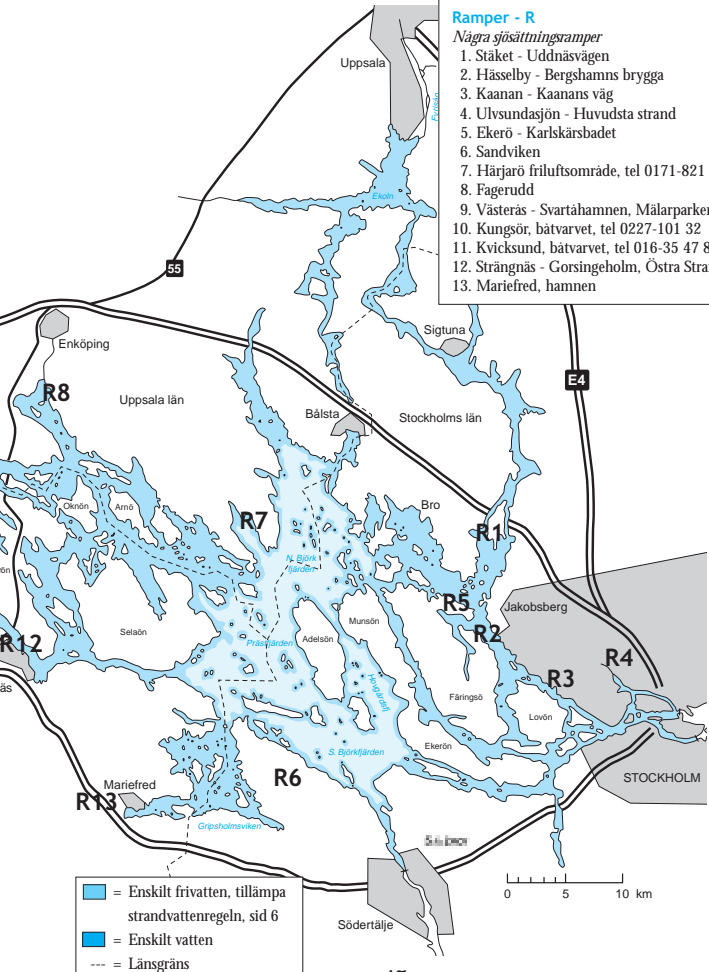 Ramper - R
Några sjösättningsramper
1. Stäket - Uddnäsvägen
2. Hässelby - Bergshamns brygga
3. Kaanan - Kaanans väg
4. Ulvsundasjön - Huvudsta strand
5. Ekerö - Karlskärsbadet
6. Sandviken
7. Härjarö friluftsområde, tel 0171-821
8. Fagerudd
9. Västerås - Svartåhamnen, Mälarparken
10. Kungsör, båtvarvet, tel 0227-101 32
11. Kvicksund, båtvarvet, tel 016-35 47 8
12. Strängnäs - Gorsingeholm, Östra Stra
13. Mariefred, hamnen
Uppsala
Fyrisån
Ekoln
55
Sigtuna
Enköping
E4
R8
Uppsala län
Bålsta
Stockholms län
Oknön
Arnö
Bro
R7
R1
N. Björk
fjärden
R5
Jakobsberg
Munsön
Selaön
R2
Adelsön
Prästfjärden
R12
R4
Hovgårdsfj
R3
Färingsö
äs
Lovön
S. Björkfjärden
Ekerön
R6
STOCKHOLM
Mariefred
R13
Gripsholmsviken
0 5 10 km
Södertälje
= Enskilt frivatten, tillämpa
strandvattenregeln, sid 6
= Enskilt vatten
--- = Länsgräns